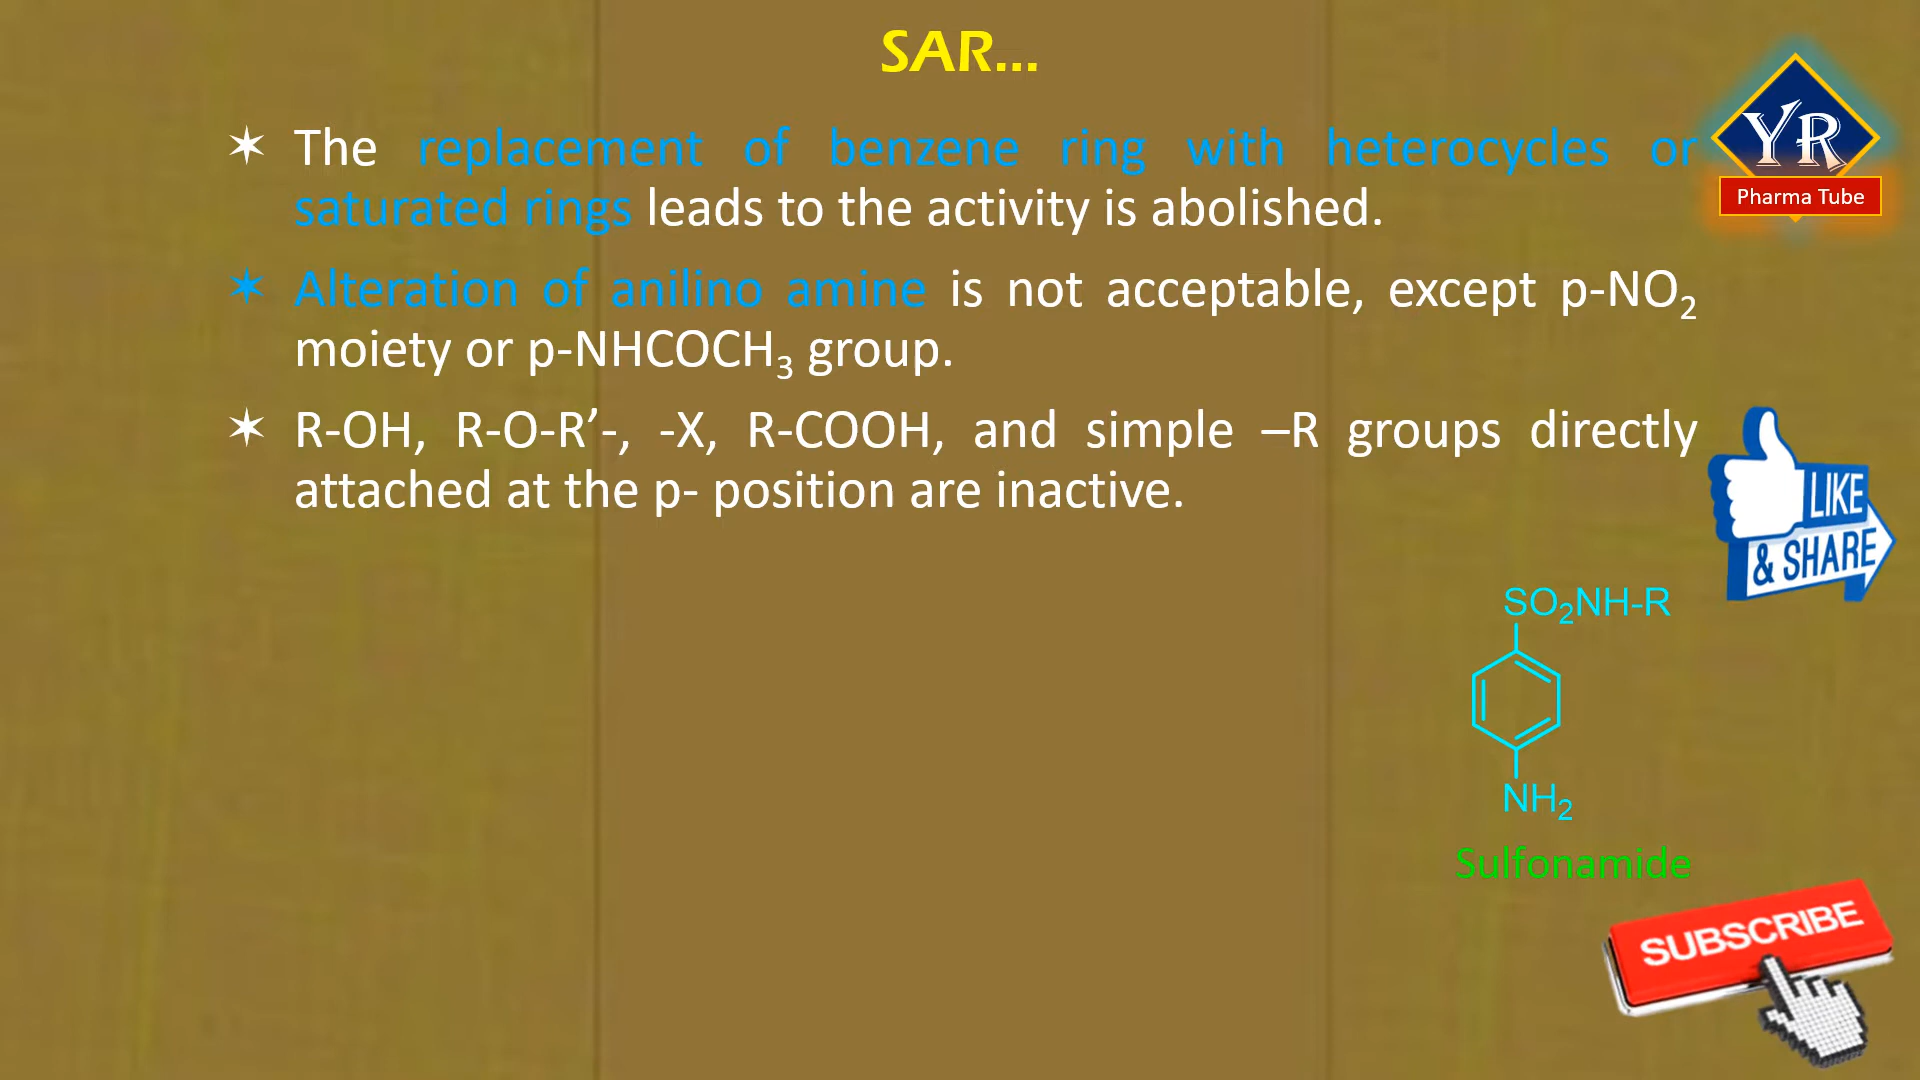 SAR...
✶ The replacement of benzene ring with heterocycles or
saturated rings leads to the activity is abolished.
✶ Alteration of anilino amine is not acceptable, except p-NO₂
moiety or p-NHCOCH₃ group.
✶ R-OH, R-O-R’-, -X, R-COOH, and simple –R groups directly
attached at the p- position are inactive.
YR
Pharma Tube
LIKE
& SHARE
SO₂NH-R
NH₂
Sulfonamide
SUBSCRIBE